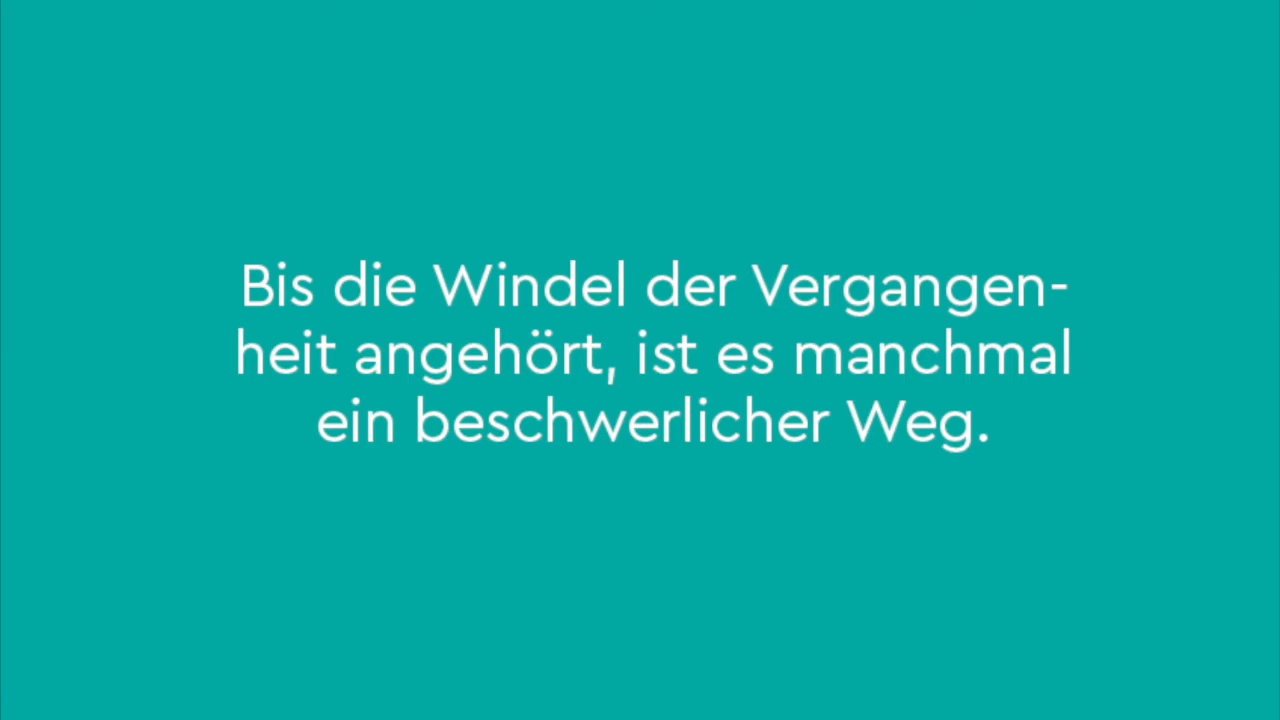 Bis die Windel der Vergangen-
heit angehört, ist es manchmal
ein beschwerlicher Weg.